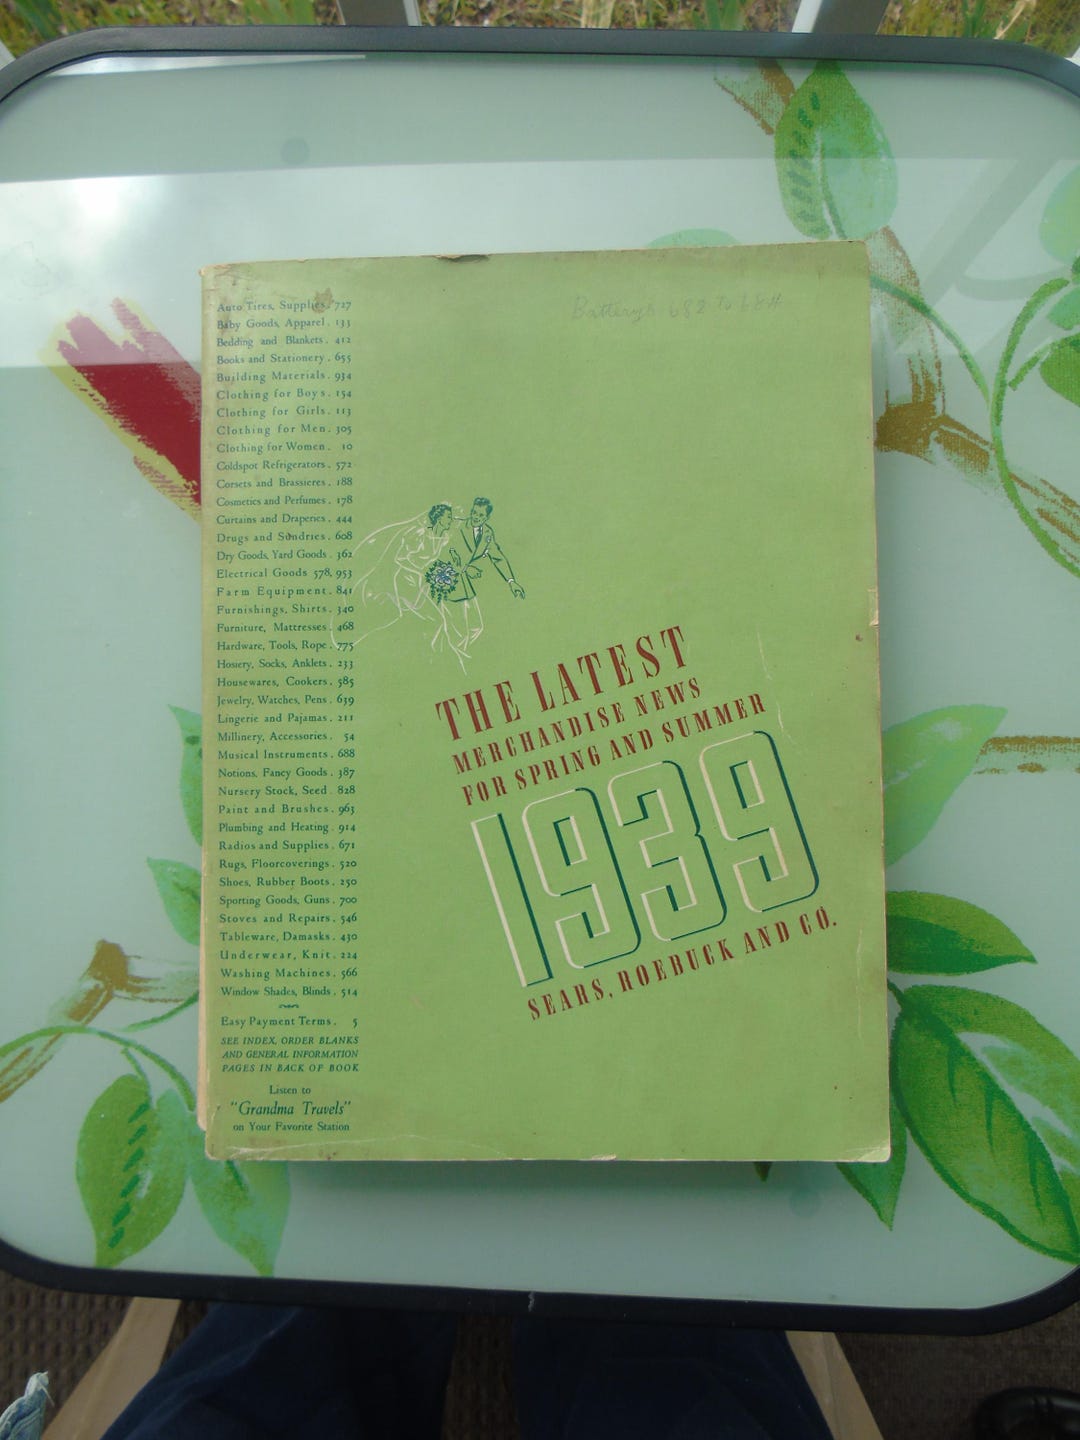 Auto Tires, Supplies. 727
Baby Goods, Apparel. 133
Bedding and Blankets. 412
Books and Stationery. 655
Building Materials. 934
Clothing for Boys. 154
Clothing for Girls. 113
Clothing for Men. 305
Clothing for Women. 10
Coldspot Refrigerators. 572
Corsets and Brassieres. 188
Cosmetics and Perfumes. 178
Curtains and Draperies. 444
Drugs and Sundries. 608
Dry Goods, Yard Goods. 362
Electrical Goods 578, 953
Farm Equipment. 841
Furnishings, Shirts. 340
Furniture, Mattresses. 468
Hardware, Tools, Rope. 775
Hosiery, Socks, Anklets. 233
Housewares, Cookers. 585
Jewelry, Watches, Pens. 639
Lingerie and Pajamas. 211
Millinery, Accessories. 54
Musical Instruments. 688
Notions, Fancy Goods. 387
Nursery Stock, Seed. 828
Paint and Brushes. 963
Plumbing and Heating. 914
Radios and Supplies. 671
Rugs, Floorcoverings. 520
Shoes, Rubber Boots. 250
Sporting Goods, Guns. 700
Stoves and Repairs. 546
Tableware, Damasks. 430
Underwear, Knit. 224
Washing Machines. 566
Window Shades, Blinds. 514
Easy Payment Terms. 5
SEE INDEX, ORDER BLANKS
AND GENERAL INFORMATION
PAGES IN BACK OF BOOK
Listen to
"Grandma Travels"
on Your Favorite Station
682 To 684
THE LATEST
MERCHANDISE NEWS
FOR SPRING AND SUMMER
1939
SEARS, ROEBUCK AND CO.